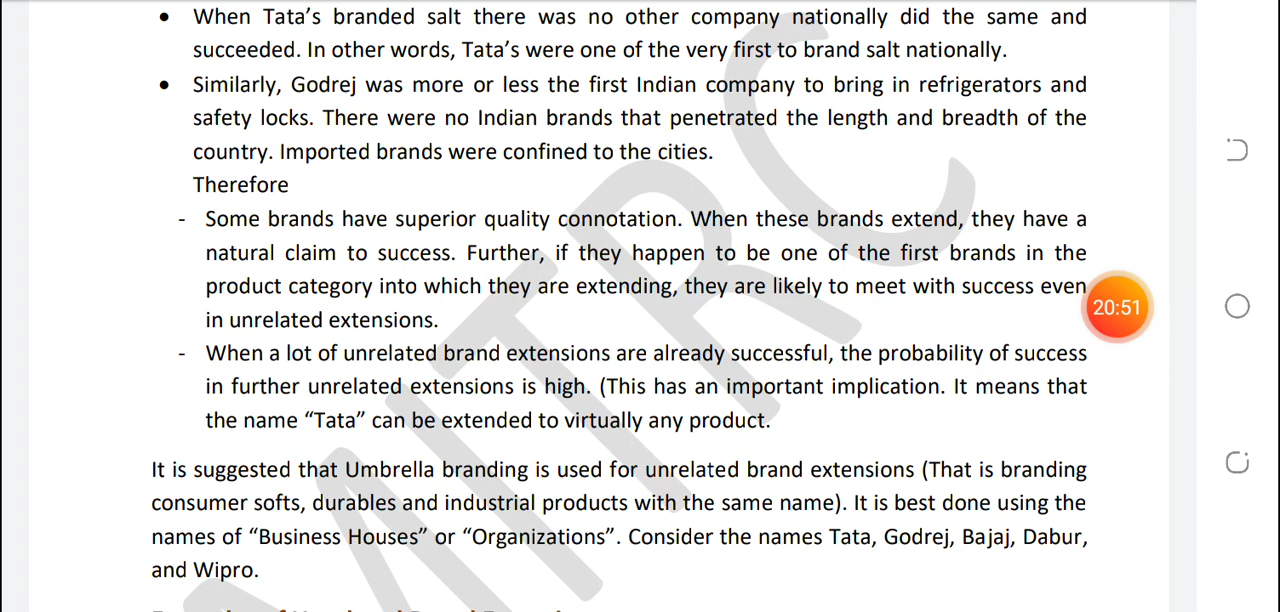 • When Tata’s branded salt there was no other company nationally did the same and
succeeded. In other words, Tata’s were one of the very first to brand salt nationally.
• Similarly, Godrej was more or less the first Indian company to bring in refrigerators and
safety locks. There were no Indian brands that penetrated the length and breadth of the
country. Imported brands were confined to the cities.
Therefore
- Some brands have superior quality connotation. When these brands extend, they have a
natural claim to success. Further, if they happen to be one of the first brands in the
product category into which they are extending, they are likely to meet with success even
20:51
in unrelated extensions.
- When a lot of unrelated brand extensions are already successful, the probability of success
in further unrelated extensions is high. (This has an important implication. It means that
the name “Tata” can be extended to virtually any product.
It is suggested that Umbrella branding is used for unrelated brand extensions (That is branding
consumer softs, durables and industrial products with the same name). It is best done using the
names of “Business Houses” or “Organizations”. Consider the names Tata, Godrej, Bajaj, Dabur,
and Wipro.
MTRC